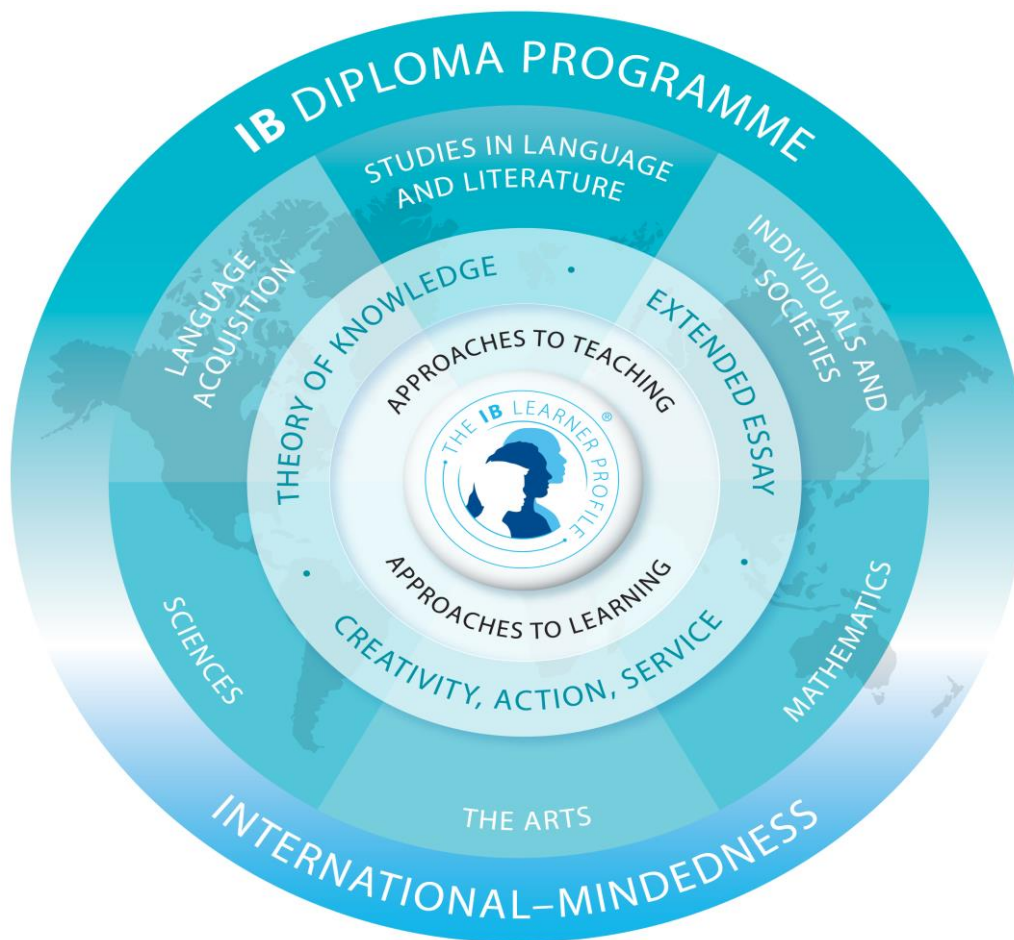 IB DIPLOMA PROGRAMME
STUDIES IN LANGUAGE
AND LITERATURE
LANGUAGE
ACQUISITION
INDIVIDUALS AND
SOCIETIES
THEORY OF KNOWLEDGE
•
EXTENDED ESSAY
•
APPROACHES TO TEACHING
• THE IB LEARNER PROFILE • ®
APPROACHES TO LEARNING
•
CREATIVITY, ACTION, SERVICE
SCIENCES
MATHEMATICS
THE ARTS
INTERNATIONAL–MINDEDNESS